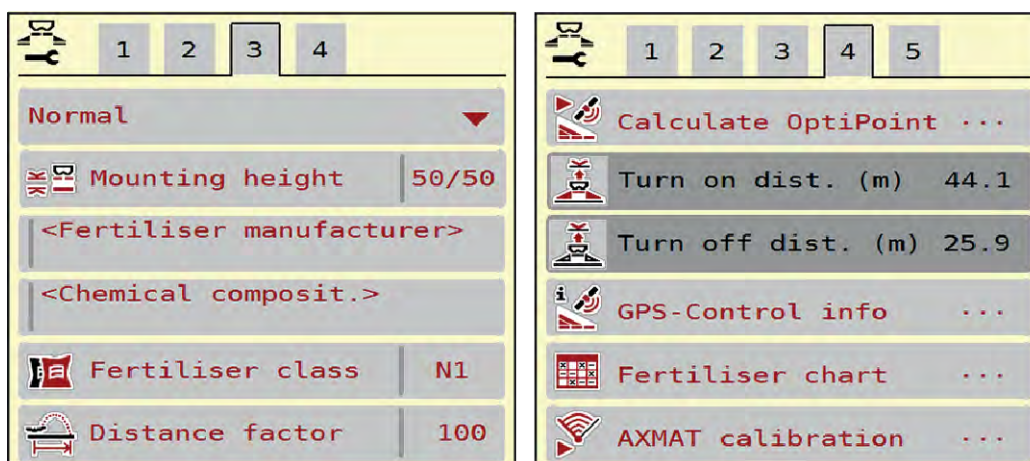 1 2 3 4
Normal
Mounting height 50/50
<Fertiliser manufacturer>
<Chemical composit.>
Fertiliser class N1
Distance factor 100
1 2 3 4 5
Calculate OptiPoint ...
Turn on dist. (m) 44.1
Turn off dist. (m) 25.9
i
GPS-Control info ...
Fertiliser chart ...
AXMAT calibration ...